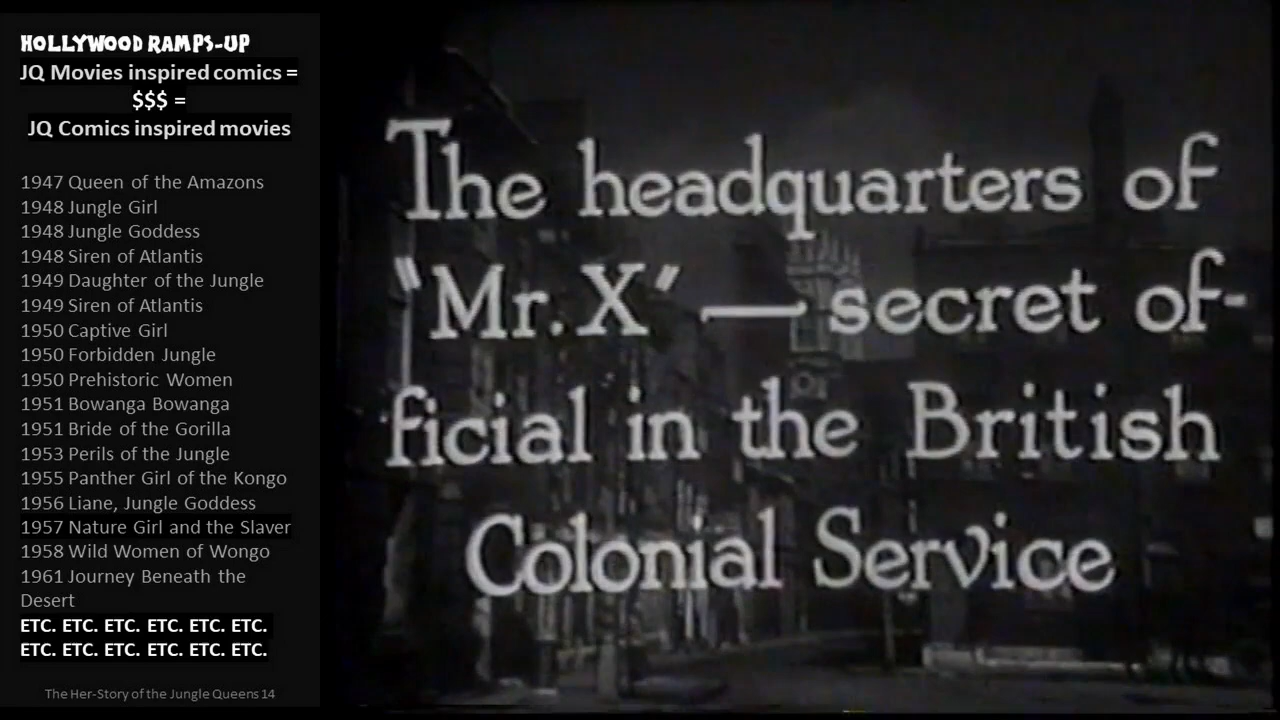 HOLLYWOOD RAMPS-UP
JQ Movies inspired comics =
$$$ =
JQ Comics inspired movies
1947 Queen of the Amazons
1948 Jungle Girl
1948 Jungle Goddess
1948 Siren of Atlantis
1949 Daughter of the Jungle
1949 Siren of Atlantis
1950 Captive Girl
1950 Forbidden Jungle
1950 Prehistoric Women
1951 Bowanga Bowanga
1951 Bride of the Gorilla
1953 Perils of the Jungle
1955 Panther Girl of the Kongo
1956 Liane, Jungle Goddess
1957 Nature Girl and the Slaver
1958 Wild Women of Wongo
1961 Journey Beneath the
Desert
ETC. ETC. ETC. ETC. ETC. ETC.
ETC. ETC. ETC. ETC. ETC. ETC.
The Her-Story of the Jungle Queens 14
The headquarters of
"Mr. X" — secret of-
ficial in the British
Colonial Service